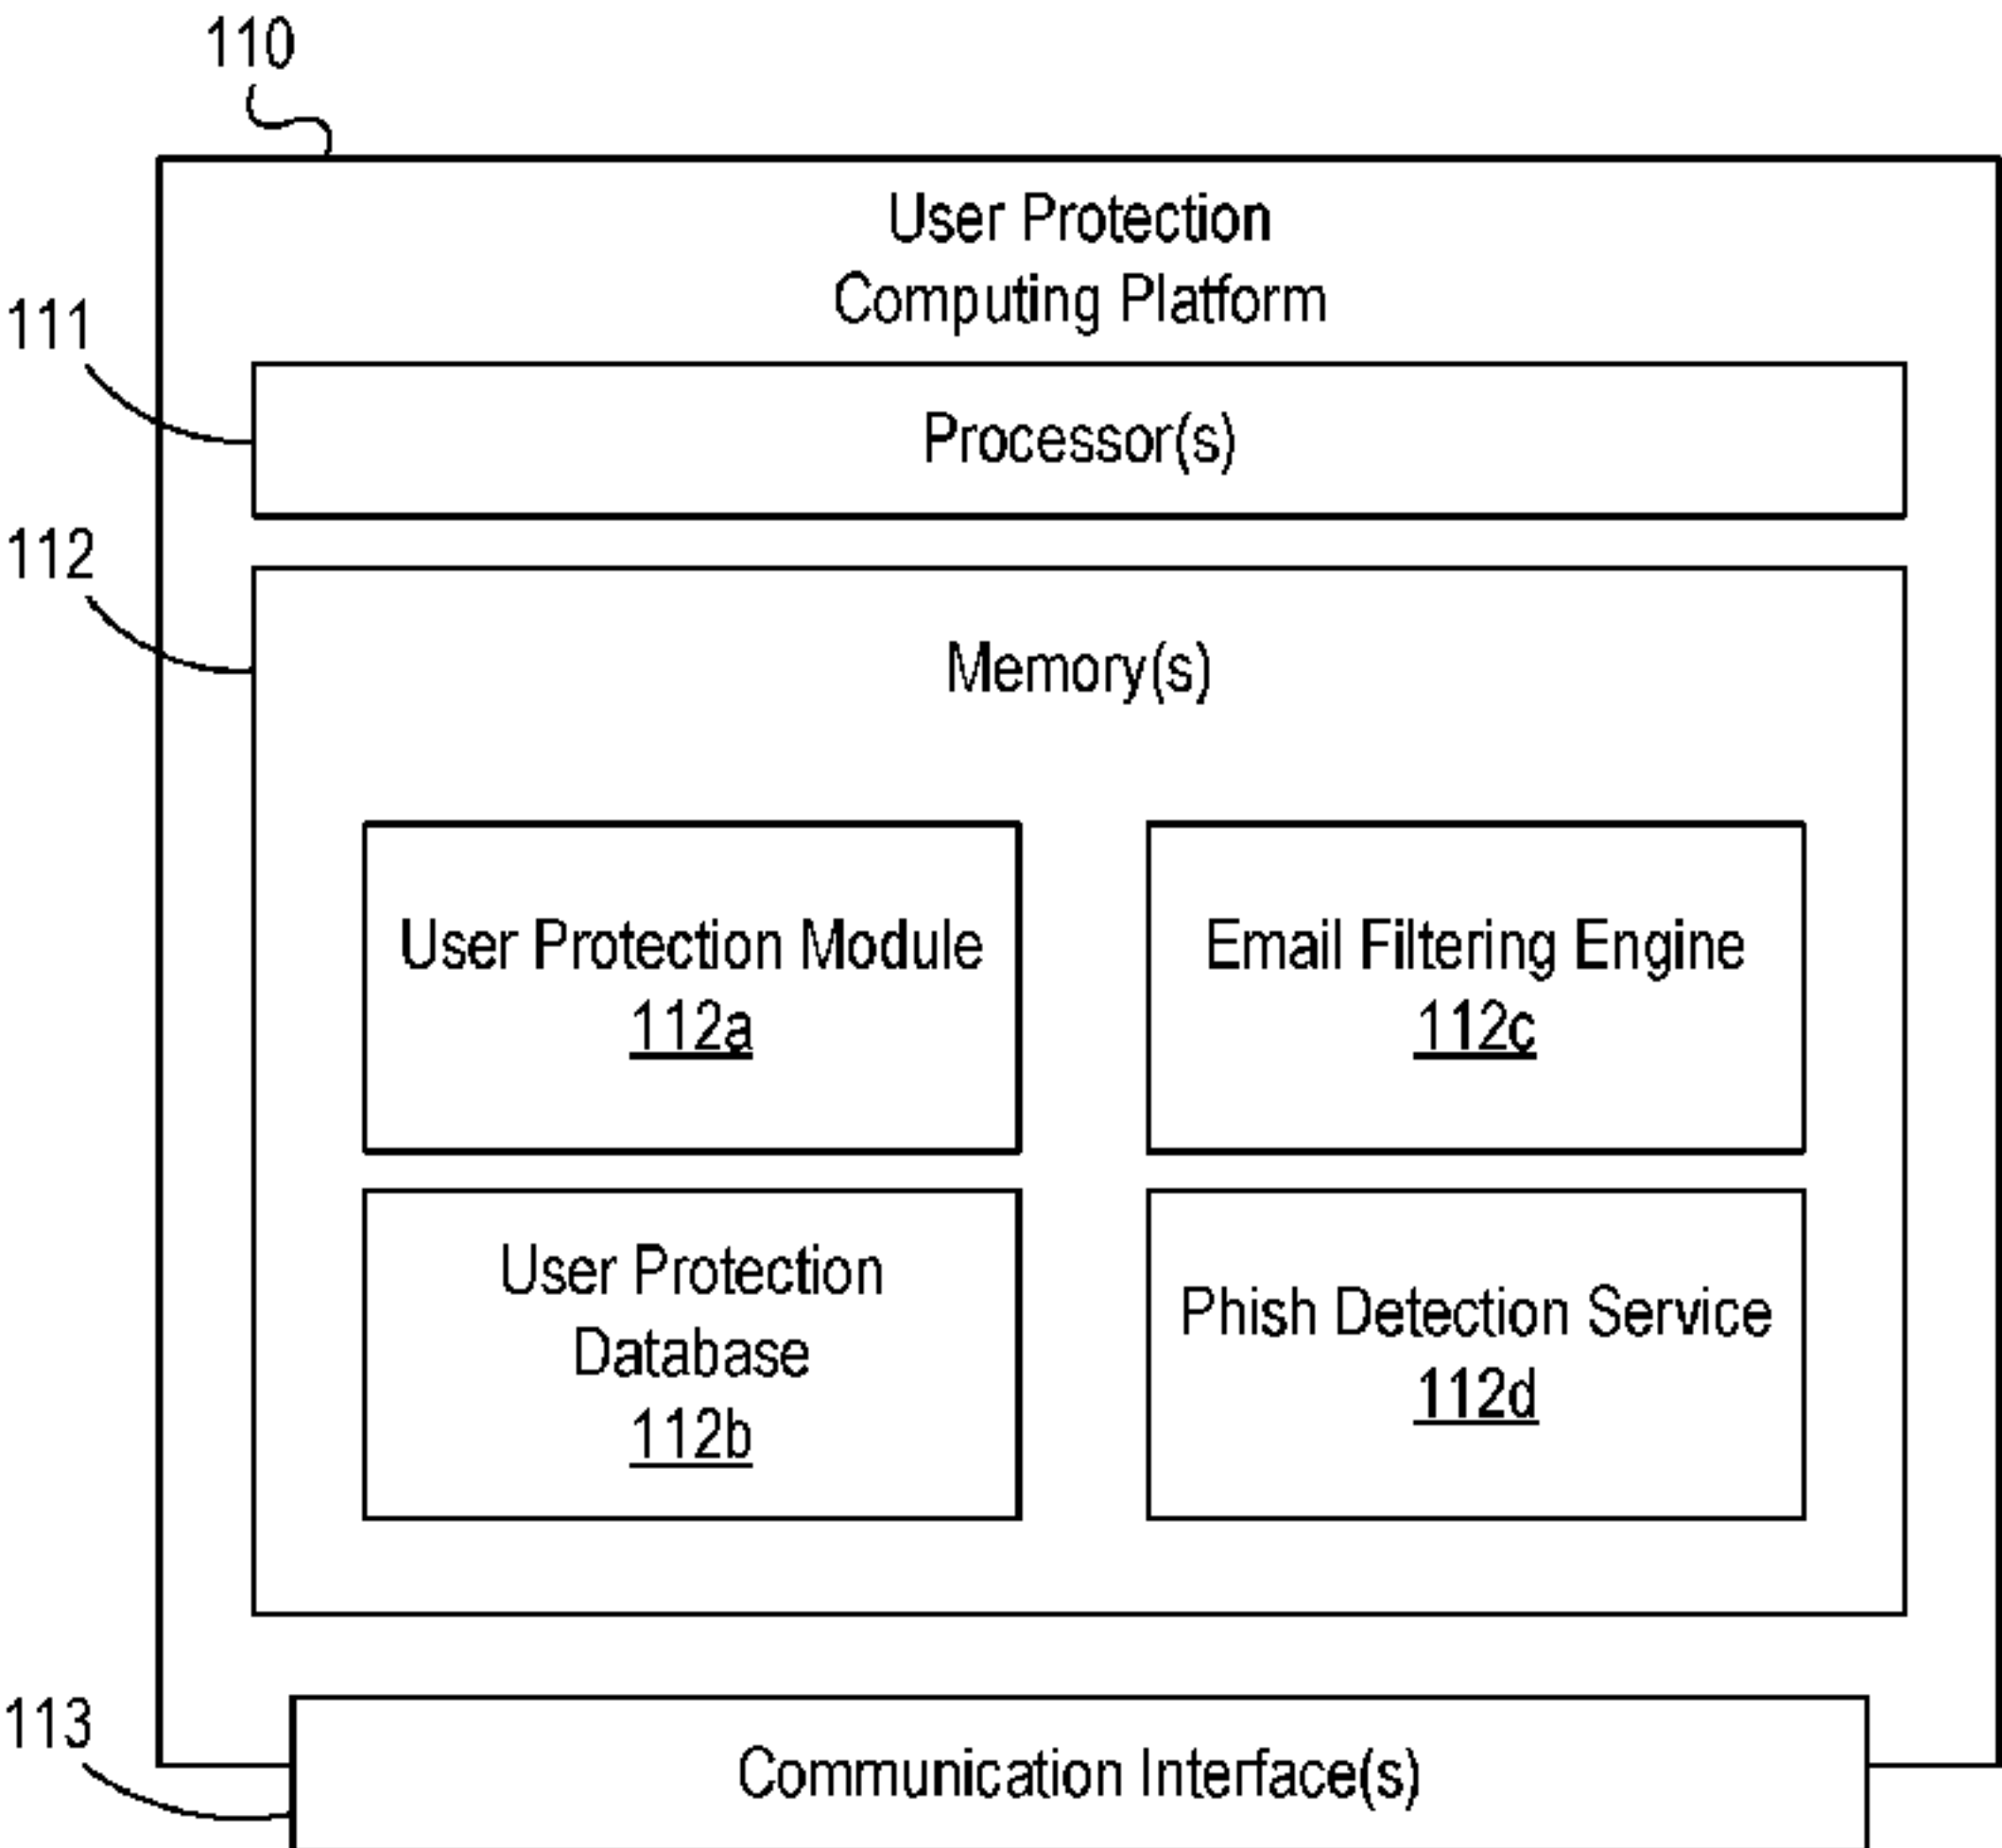 110
User Protection
Computing Platform
111
Processor(s)
112
Memory(s)
User Protection Module
112a
Email Filtering Engine
112c
User Protection
Database
112b
Phish Detection Service
112d
113
Communication Interface(s)